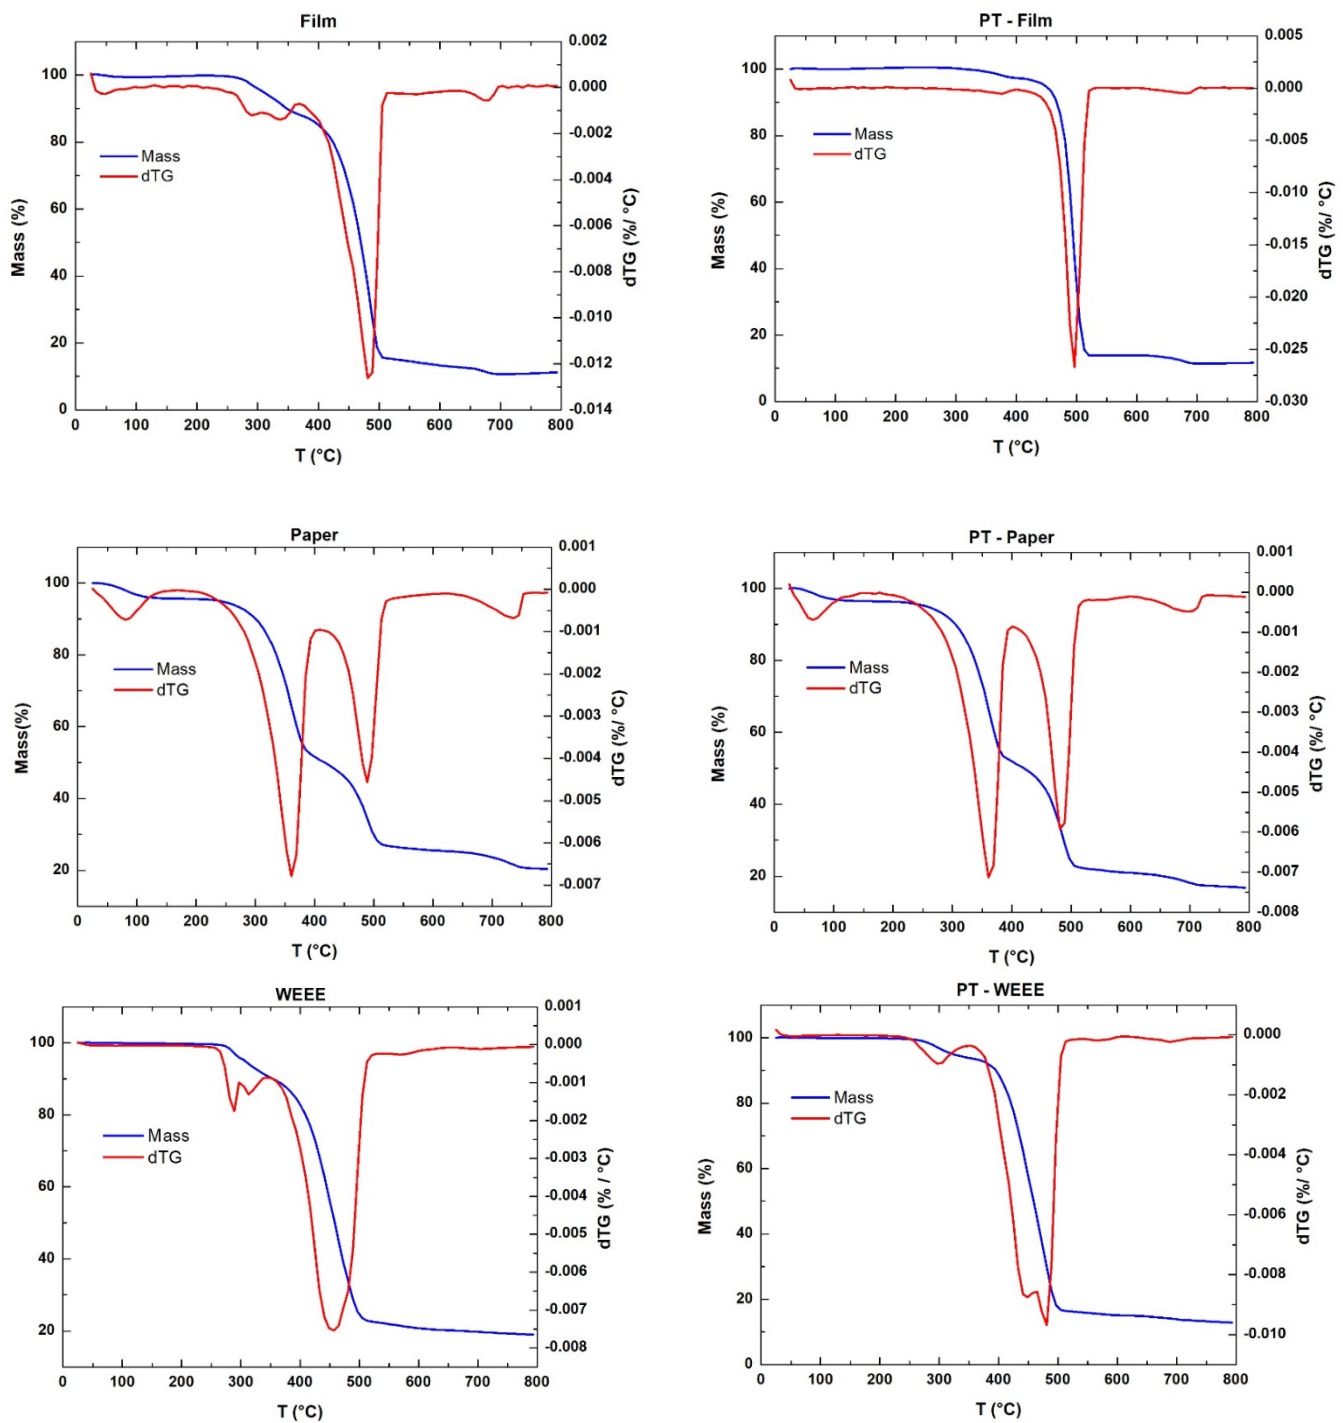 Film
Mass (%)
100
80
60
40
20
0
Mass
dTG
0.002
0.000
-0.002
-0.004
-0.006
-0.008
-0.010
-0.012
-0.014
dTG (%/ °C)
0 100 200 300 400 500 600 700 800
T (°C)
PT - Film
Mass (%)
100
80
60
40
20
0
Mass
dTG
0.005
0.000
-0.005
-0.010
-0.015
-0.020
-0.025
-0.030
dTG (%/ °C)
0 100 200 300 400 500 600 700 800
T (°C)
Paper
Mass(%)
100
80
60
40
20
Mass
dTG
0.001
0.000
-0.001
-0.002
-0.003
-0.004
-0.005
-0.006
-0.007
dTG (%/ °C)
0 100 200 300 400 500 600 700 800
T (°C)
PT - Paper
Mass (%)
100
80
60
40
20
Mass
dTG
0.001
0.000
-0.001
-0.002
-0.003
-0.004
-0.005
-0.006
-0.007
-0.008
dTG (%/ °C)
0 100 200 300 400 500 600 700 800
T (°C)
WEEE
Mass (%)
100
80
60
40
20
Mass
dTG
0.001
0.000
-0.001
-0.002
-0.003
-0.004
-0.005
-0.006
-0.007
-0.008
dTG (% / °C)
0 100 200 300 400 500 600 700 800
T (°C)
PT - WEEE
Mass (%)
100
80
60
40
20
0
Mass
dTG
0.000
-0.002
-0.004
-0.006
-0.008
-0.010
dTG (%/ °C)
0 100 200 300 400 500 600 700 800
T (°C)